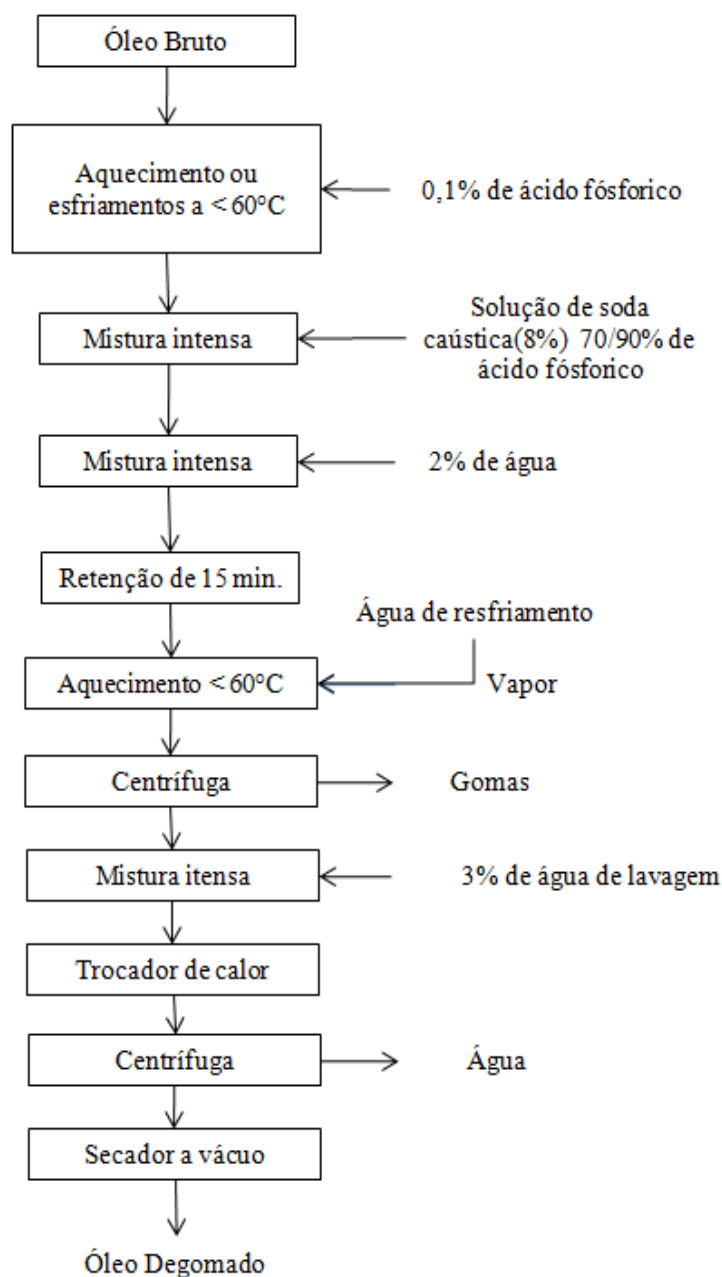 Óleo Bruto
Aquecimento ou
esfriamentos a <60°C
0,1% de ácido fósforico
Mistura intensa
Solução de soda
caústica(8%) 70/90% de
ácido fósforico
Mistura intensa
2% de água
Retenção de 15 min.
Água de resfriamento
Aquecimento <60°C
Vapor
Centrífuga
Gomas
Mistura itensa
3% de água de lavagem
Trocador de calor
Centrífuga
Água
Secador a vácuo
Óleo Degomado